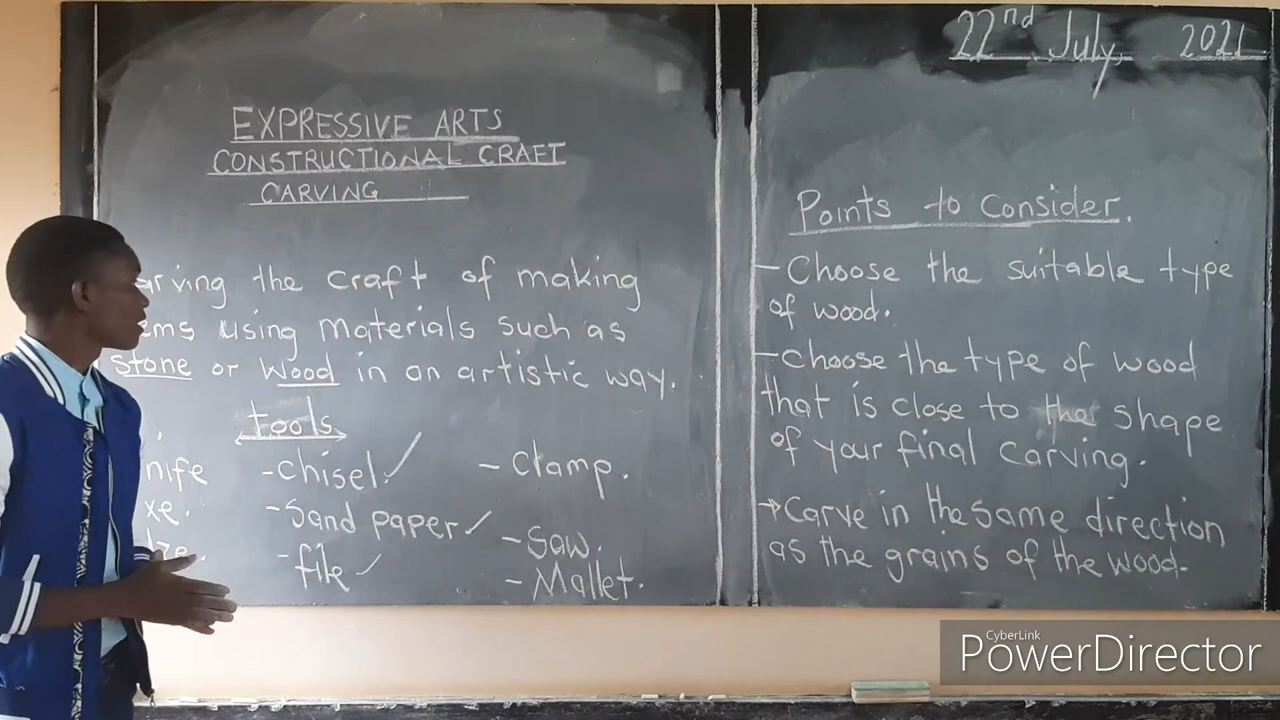 22nd July, 2021
EXPRESSIVE ARTS
CONSTRUCTIONAL CRAFT
CARVING
arving the craft of making
ems using materials such as
Stone or Wood in an artistic way.
tools
nife -chisel ✓ -Clamp.
xe. -Sand paper ✓ -Saw.
dze. -file ✓ -Mallet.
Points to Consider.
-Choose the suitable type
of wood.
-choose the type of wood
that is close to the shape
of your final carving.
→Carve in the same direction
as the grains of the wood.
CyberLink
PowerDirector